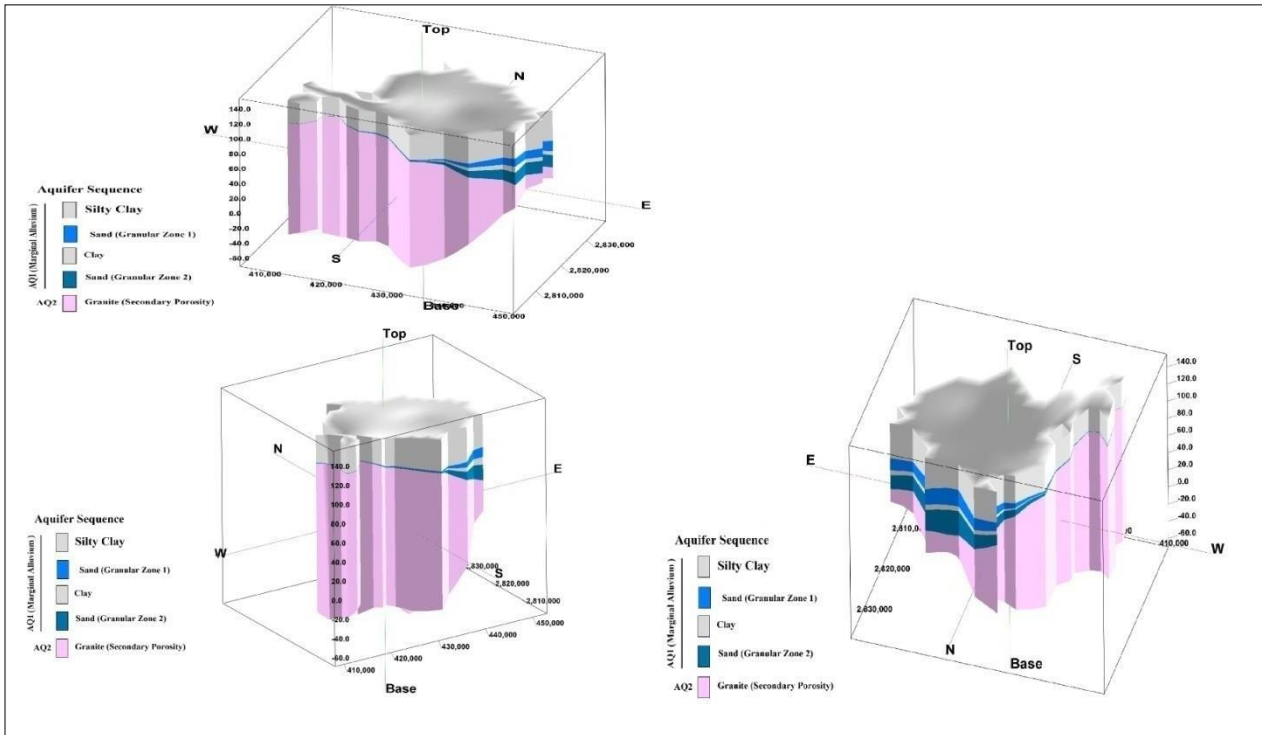 Top
N
W
E
S
Base
140.0
120.0
100.0
80.0
60.0
40.0
20.0
0.0
-20.0
-40.0
-60.0
410,000
420,000
430,000
450,000
2,810,000
2,820,000
2,830,000
Aquifer Sequence
AQ1 (Marginal Alluvium)
Silty Clay
Sand (Granular Zone 1)
Clay
Sand (Granular Zone 2)
AQ2 Granite (Secondary Porosity)
Top
N
E
W
S
Base
140.0
120.0
100.0
80.0
60.0
40.0
20.0
0.0
-20.0
-40.0
-60.0
410,000
420,000
430,000
440,000
450,000
2,810,000
2,820,000
Aquifer Sequence
AQ1 (Marginal Alluvium )
Silty Clay
Sand (Granular Zone 1)
Clay
Sand (Granular Zone 2)
AQ2 Granite (Secondary Porosity)
Top
S
E
W
N
Base
140.0
120.0
100.0
80.0
60.0
40.0
20.0
0.0
-20.0
-40.0
-60.0
410,000
2,820,000
2,830,000
Aquifer Sequence
AQ1 (Marginal Alluvium )
Silty Clay
Sand (Granular Zone 1)
Clay
Sand (Granular Zone 2)
AQ2 Granite (Secondary Porosity)